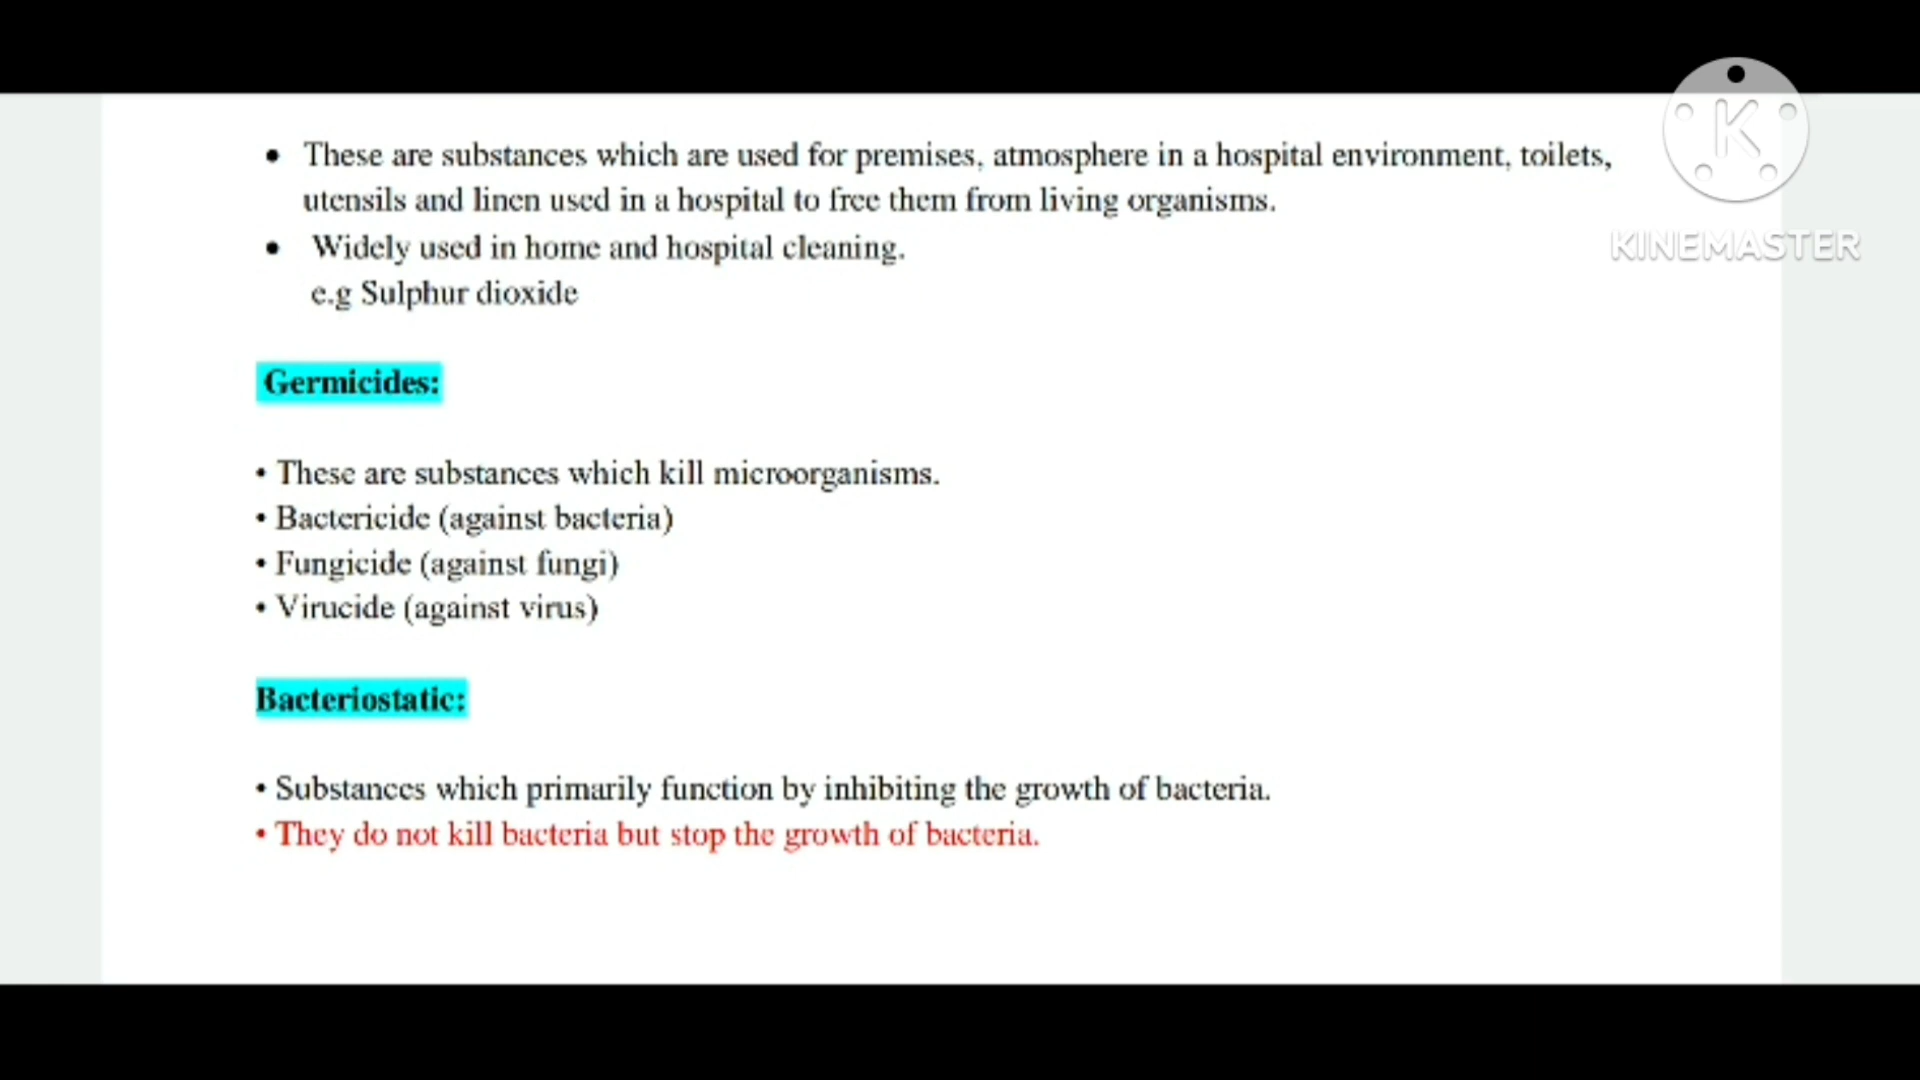 • These are substances which are used for premises, atmosphere in a hospital environment, toilets,
utensils and linen used in a hospital to free them from living organisms.
• Widely used in home and hospital cleaning.
e.g Sulphur dioxide
Germicides:
• These are substances which kill microorganisms.
• Bactericide (against bacteria)
• Fungicide (against fungi)
• Virucide (against virus)
Bacteriostatic:
• Substances which primarily function by inhibiting the growth of bacteria.
• They do not kill bacteria but stop the growth of bacteria.
K
KINEMASTER